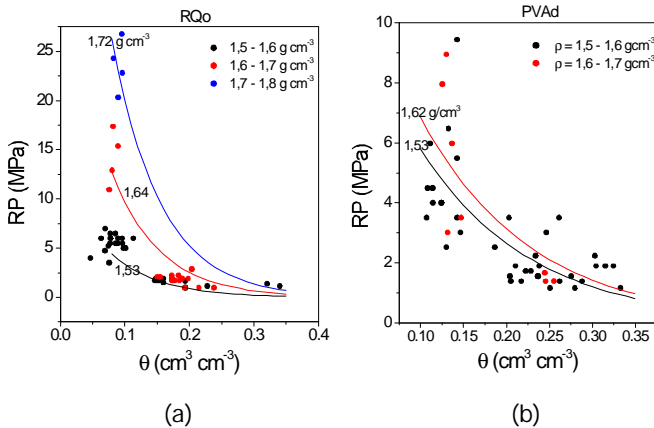 RQo
PVAd
1,72 g cm-3
1,5 - 1,6 g cm-3
1,6 - 1,7 g cm-3
1,7 - 1,8 g cm-3
1,64
1,53
RP (MPa)
25
20
15
10
5
0
0.0
0.1
0.2
0.3
0.4
θ (cm³ cm-³)
(a)
ρ = 1,5 - 1,6 gcm-3
ρ = 1,6 - 1,7 gcm-3
1,62 g/cm³
1,53
RP (MPa)
10
8
6
4
2
0
0.10
0.15
0.20
0.25
0.30
0.35
θ (cm³ cm-³)
(b)